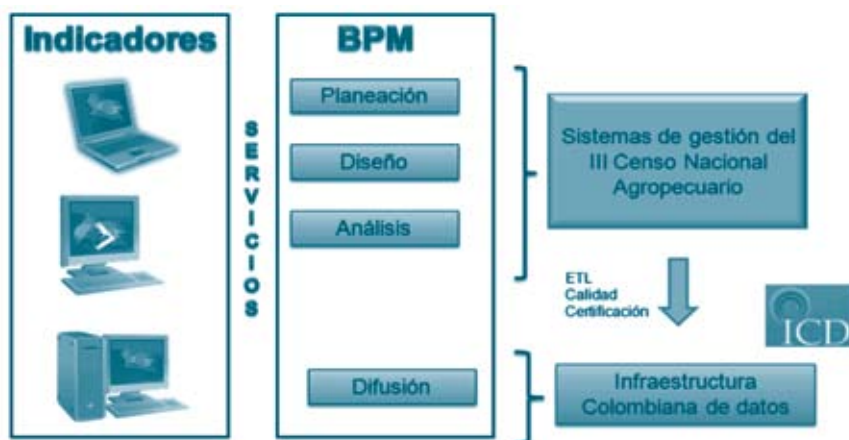 Indicadores
SERVICIOS
BPM
Planeación
Diseño
Análisis
Difusión
Sistemas de gestión del
III Censo Nacional
Agropecuario
ETL
Calidad
Certificación
ICD
Infraestructura
Colombiana de datos